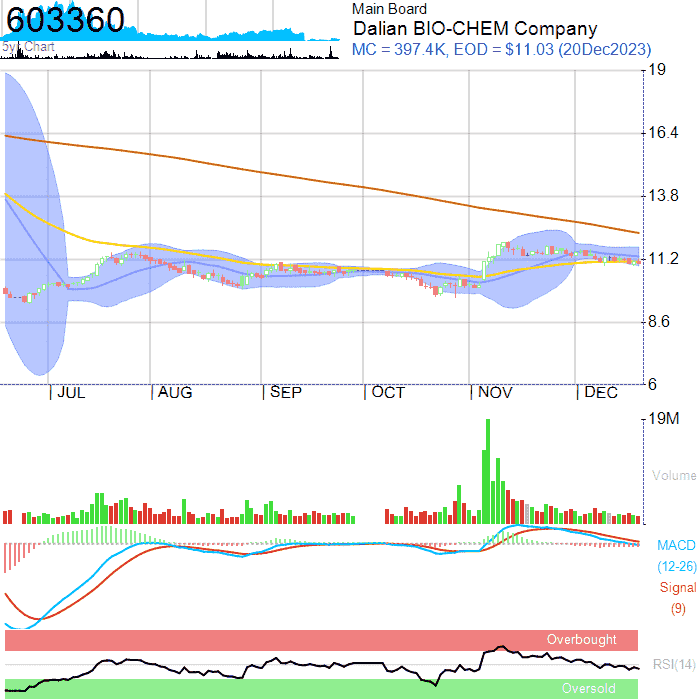 603360
5yr Chart
Main Board
Dalian BIO-CHEM Company
MC = 397.4K, EOD = $11.03 (20Dec2023)
19
16.4
13.8
11.2
8.6
6
JUL
AUG
SEP
OCT
NOV
DEC
19M
Volume
MACD
(12-26)
Signal
(9)
Overbought
RSI(14)
Oversold